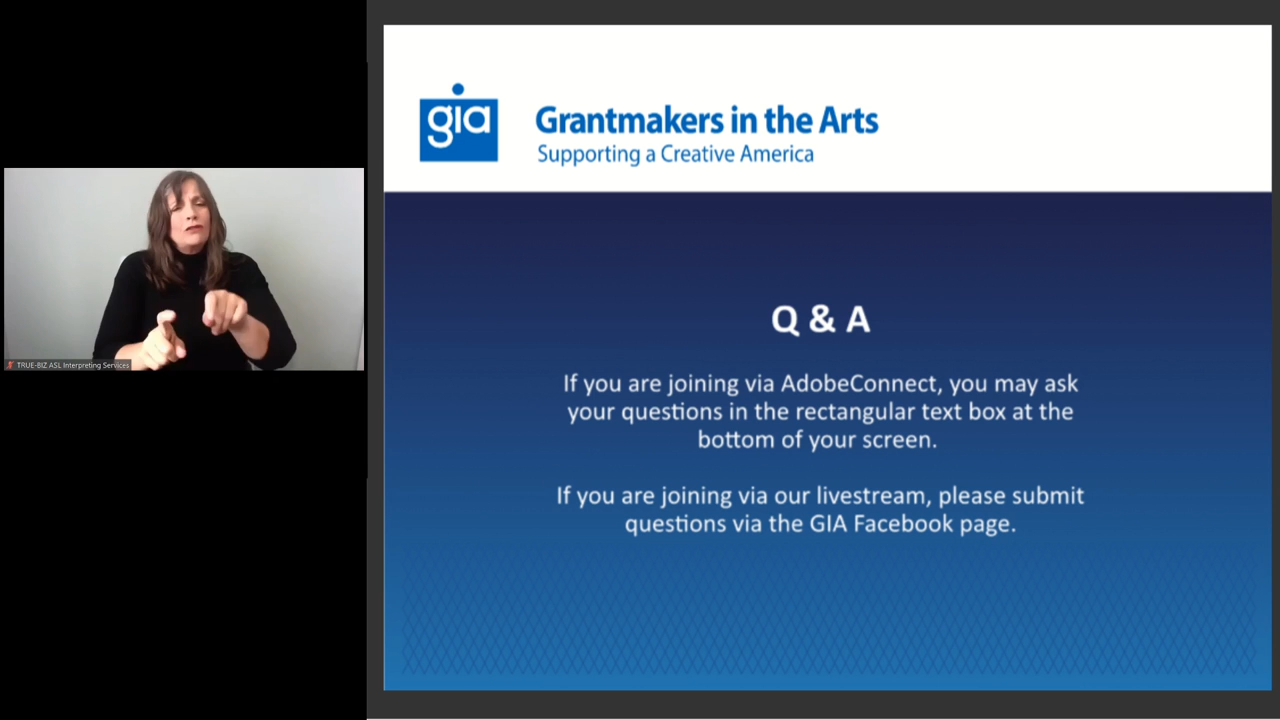 gia
Grantmakers in the Arts
Supporting a Creative America
TRUE-BIZ ASL Interpreting Services
Q & A
If you are joining via AdobeConnect, you may ask
your questions in the rectangular text box at the
bottom of your screen.
If you are joining via our livestream, please submit
questions via the GIA Facebook page.